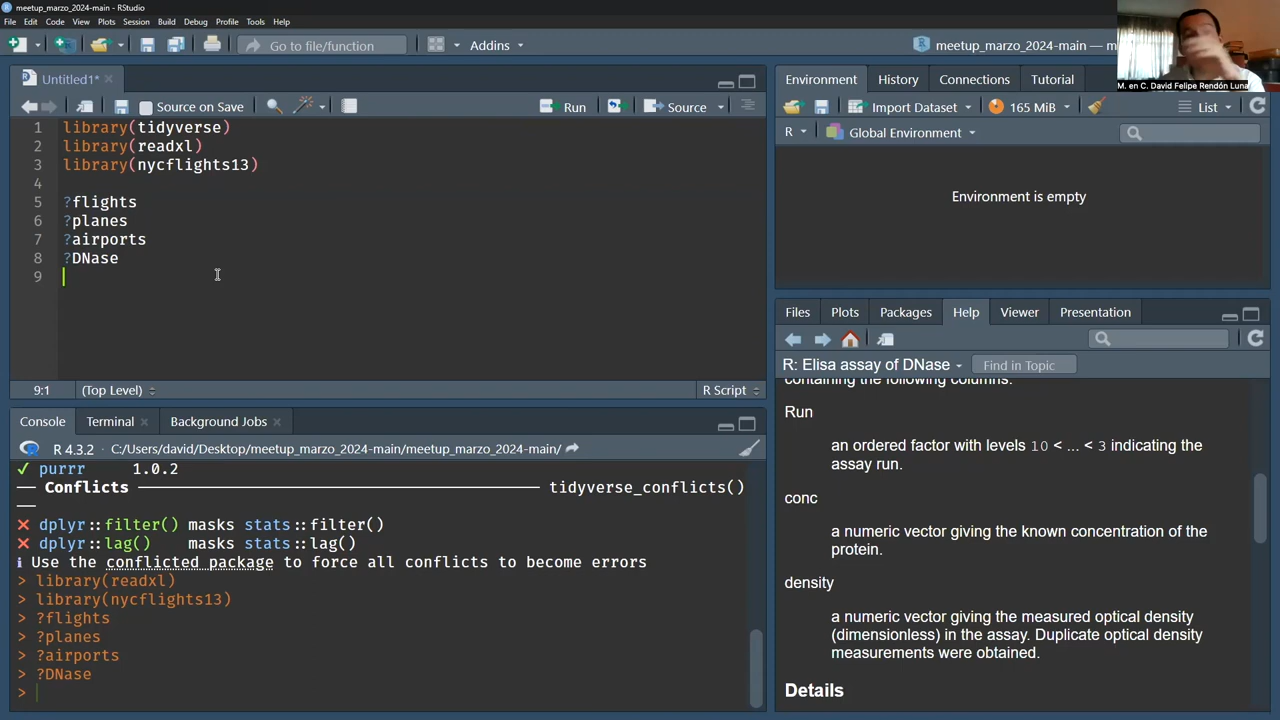 meetup_marzo_2024-main - RStudio
File Edit Code View Plots Session Build Debug Profile Tools Help
Go to file/function
Addins
meetup_marzo_2024-main — m
M. en C. David Felipe Rendón Luna
Untitled1*
Source on Save
Run
Source
1 library(tidyverse)
2 library(readxl)
3 library(nycflights13)
4
5 ?flights
6 ?planes
7 ?airports
8 ?DNase
9
9:1 (Top Level) R Script
Console Terminal Background Jobs
R 4.3.2 · C:/Users/david/Desktop/meetup_marzo_2024-main/meetup_marzo_2024-main/
✓ purrr 1.0.2
── Conflicts ── tidyverse_conflicts() ──
✖ dplyr::filter() masks stats::filter()
✖ dplyr::lag() masks stats::lag()
ℹ Use the conflicted package to force all conflicts to become errors
> library(readxl)
> library(nycflights13)
> ?flights
> ?planes
> ?airports
> ?DNase
>
Environment History Connections Tutorial
Import Dataset 165 MiB List
R Global Environment
Environment is empty
Files Plots Packages Help Viewer Presentation
R: Elisa assay of DNase Find in Topic
containing the following columns.
Run
an ordered factor with levels 10 < ... < 3 indicating the
assay run.
conc
a numeric vector giving the known concentration of the
protein.
density
a numeric vector giving the measured optical density
(dimensionless) in the assay. Duplicate optical density
measurements were obtained.
Details